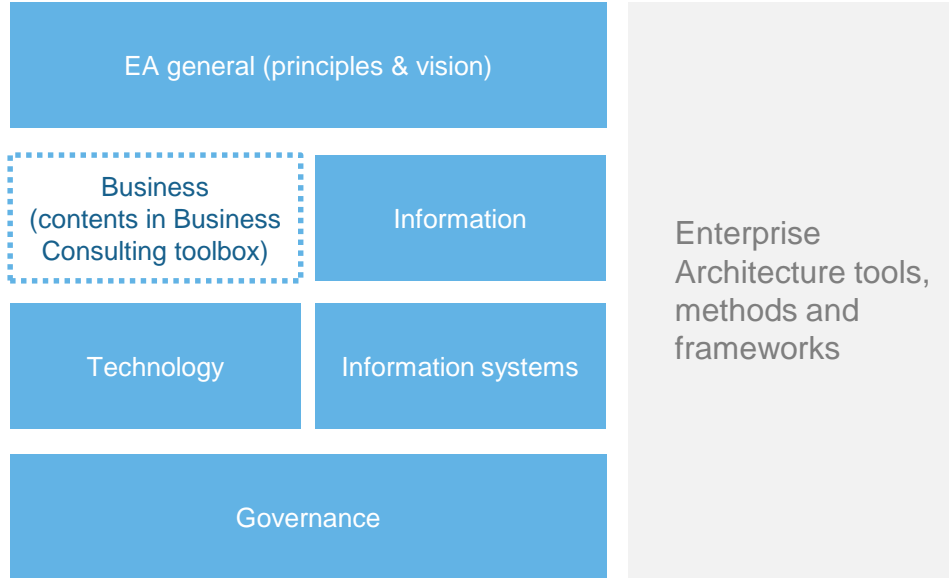 EA general (principles & vision)
Business
(contents in Business
Consulting toolbox)
Information
Technology
Information systems
Governance
Enterprise
Architecture tools,
methods and
frameworks